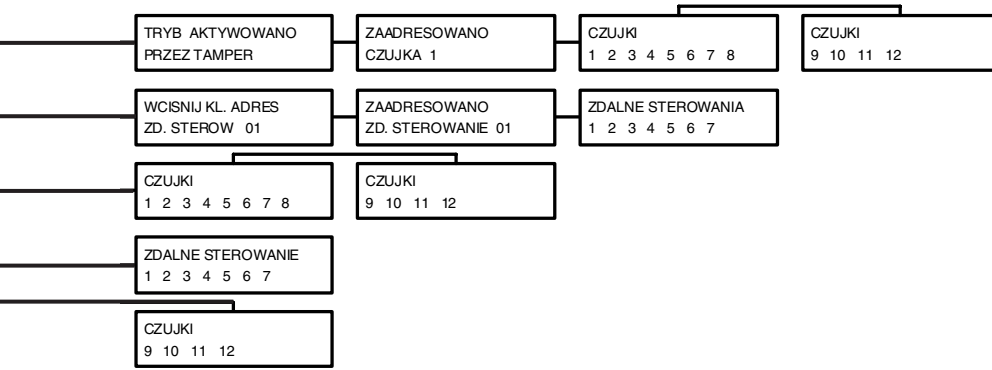 TRYB AKTYWOWANO
PRZEZ TAMPER
ZAADRESOWANO
CZUJKA 1
CZUJKI
1 2 3 4 5 6 7 8
CZUJKI
9 10 11 12
WCISNIJ KL. ADRES
ZD. STEROW 01
ZAADRESOWANO
ZD. STEROWANIE 01
ZDALNE STEROWANIA
1 2 3 4 5 6 7
CZUJKI
1 2 3 4 5 6 7 8
CZUJKI
9 10 11 12
ZDALNE STEROWANIE
1 2 3 4 5 6 7
CZUJKI
9 10 11 12